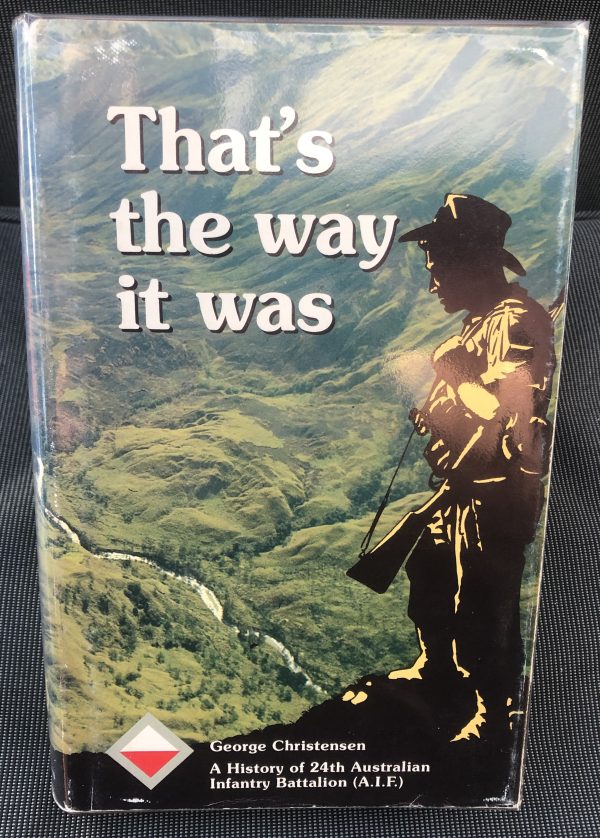 That's
the way
it was
George Christensen
A History of 24th Australian
Infantry Battalion (A.I.F.)